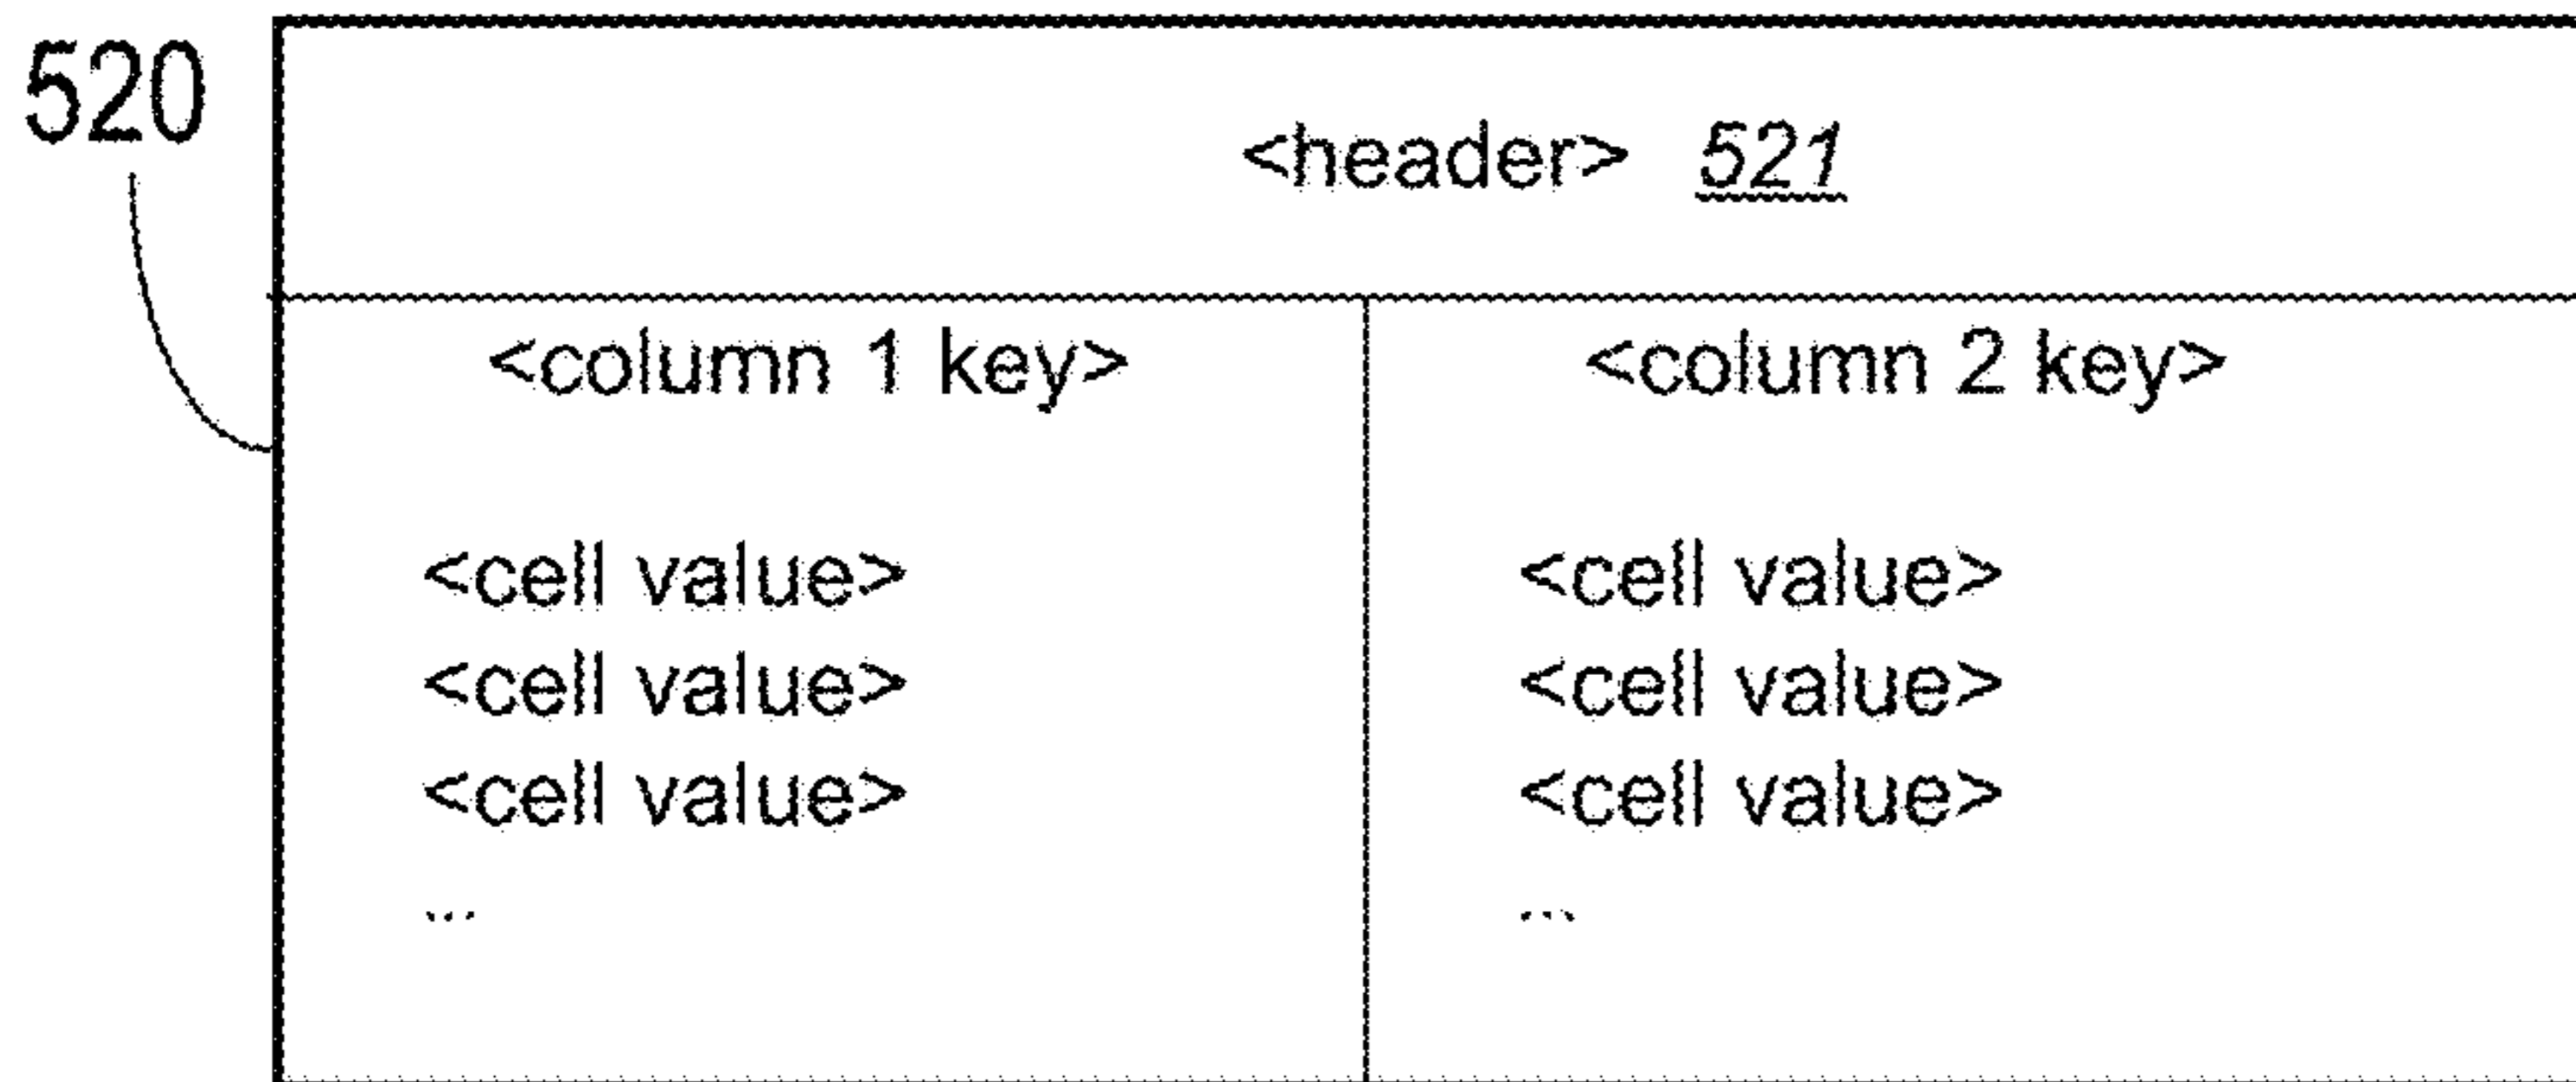 520
<header> 521
<column 1 key> <column 2 key>
<cell value> <cell value>
<cell value> <cell value>
<cell value> <cell value>
... ...